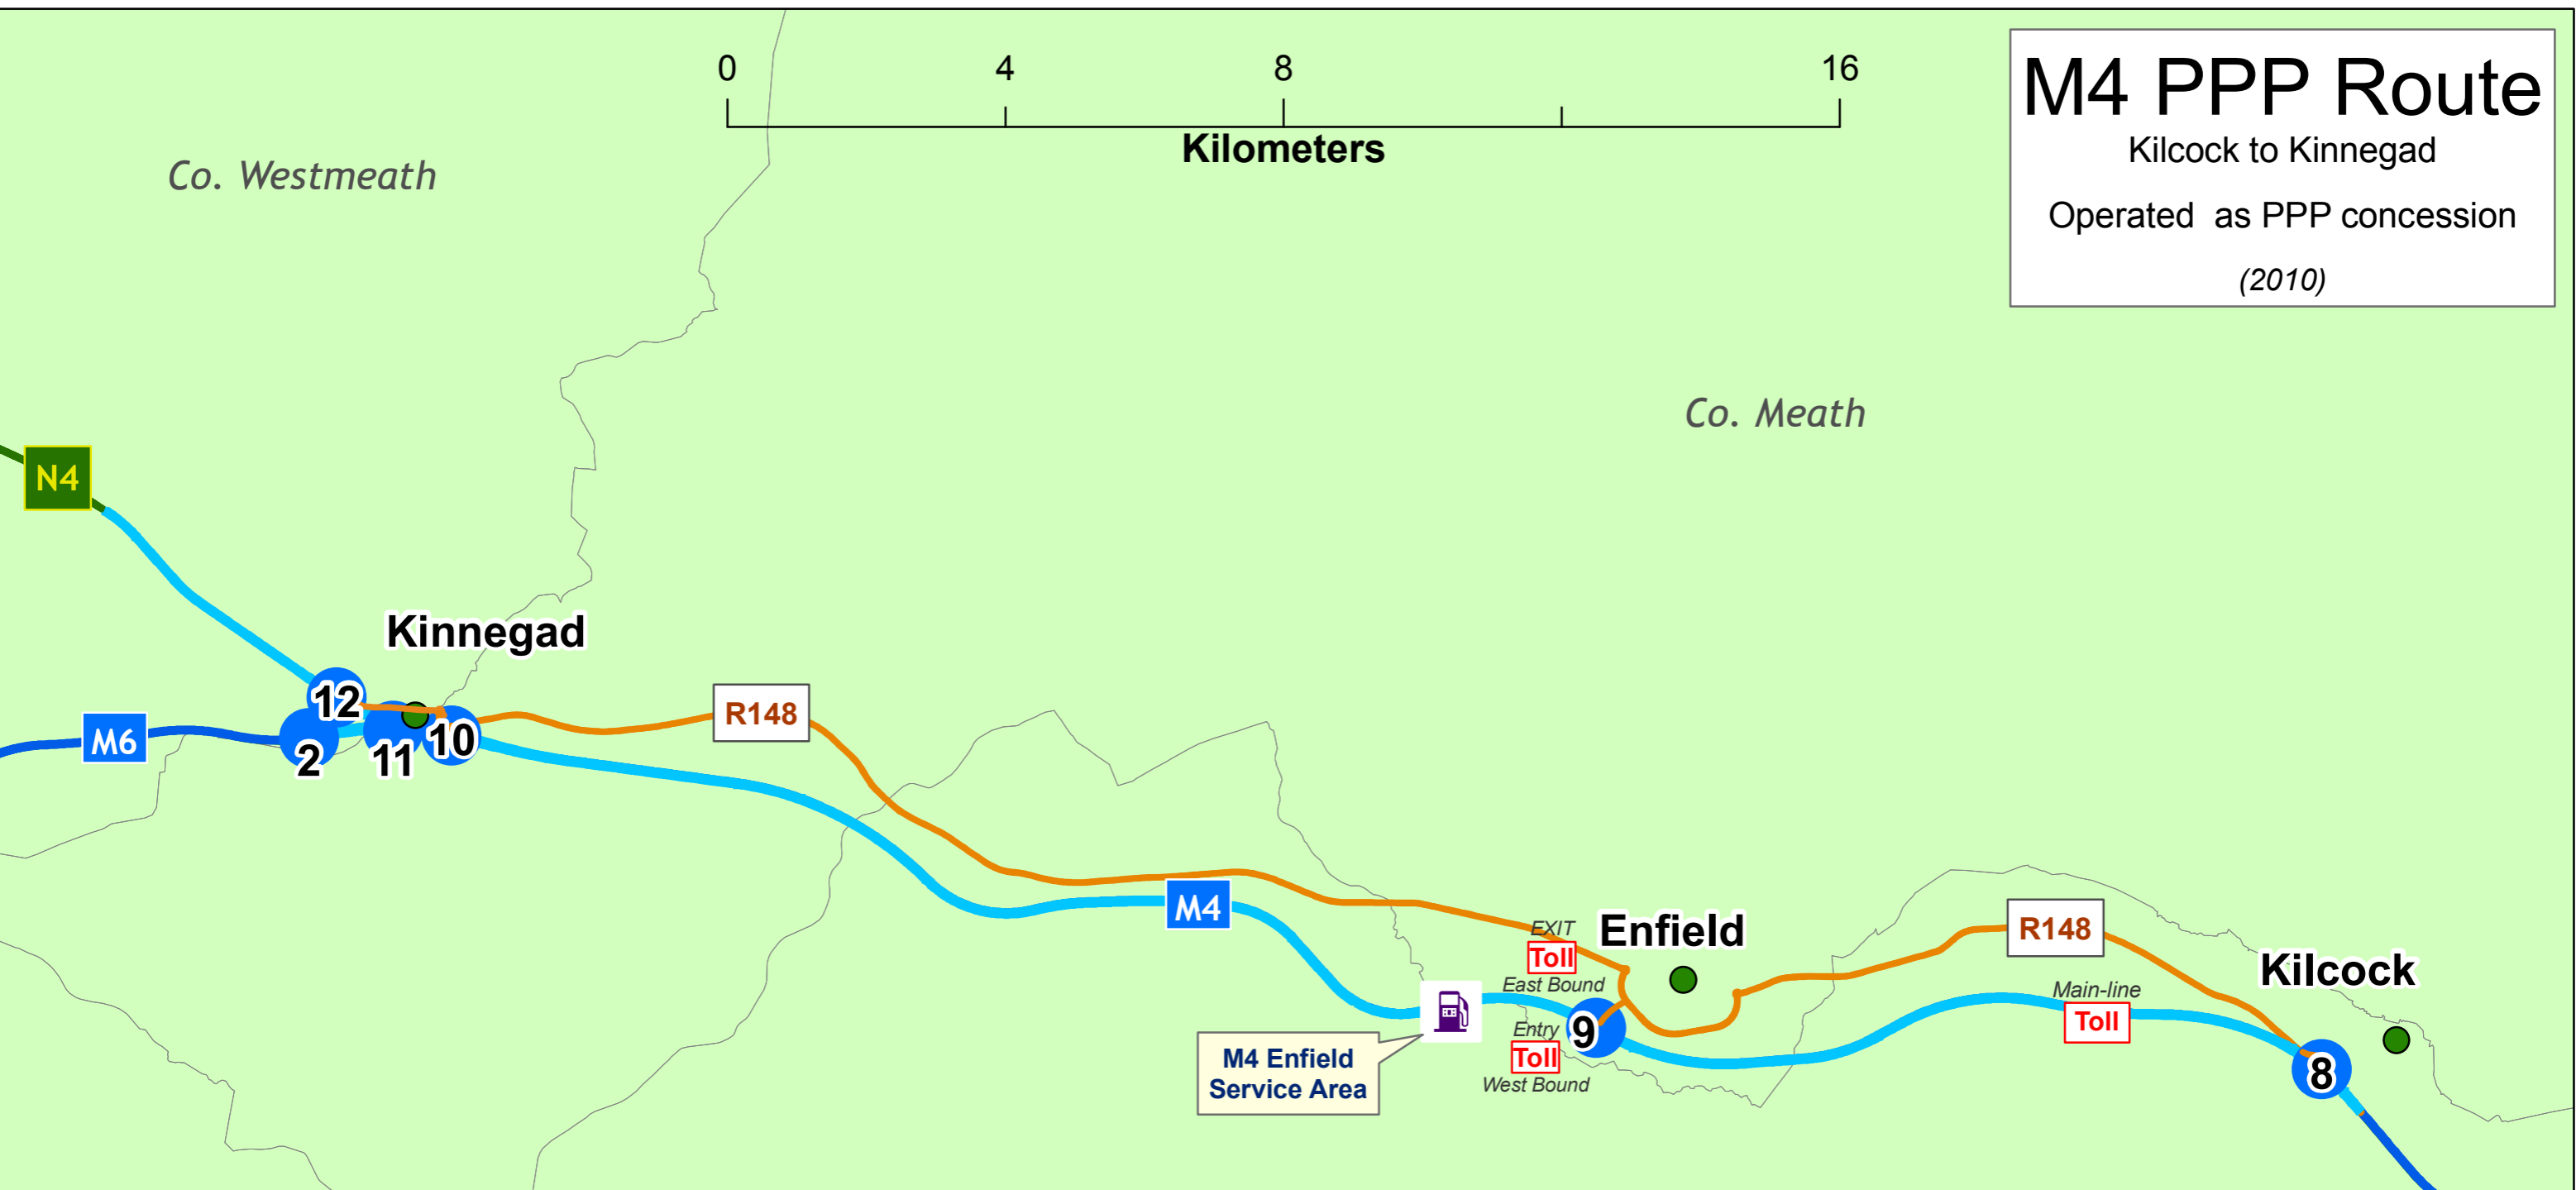 0 4 8 16
Kilometers
M4 PPP Route
Kilcock to Kinnegad
Operated as PPP concession
(2010)
Co. Westmeath
Co. Meath
N4
Kinnegad
12
R148
M6
2
11
10
M4
EXIT
Toll
East Bound
Enfield
R148
Kilcock
Main-line
Toll
Entry
Toll
West Bound
9
M4 Enfield
Service Area
8